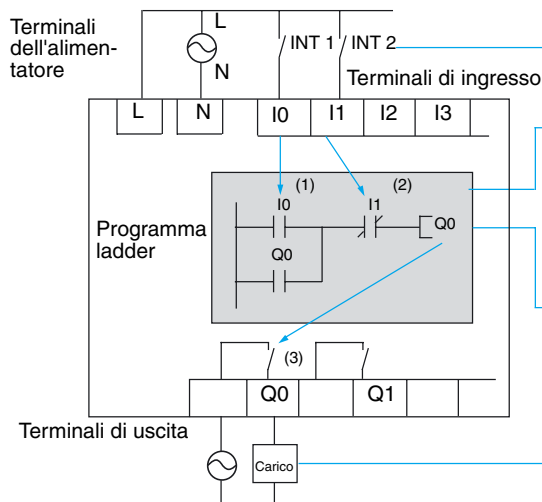 Terminali
dell'alimen-
tatore
L
N
INT 1
INT 2
Terminali di ingresso
L
N
I0
I1
I2
I3
(1)
(2)
I0
I1
Q0
Programma
ladder
Q0
(3)
Q0
Q1
Terminali di uscita
Carico